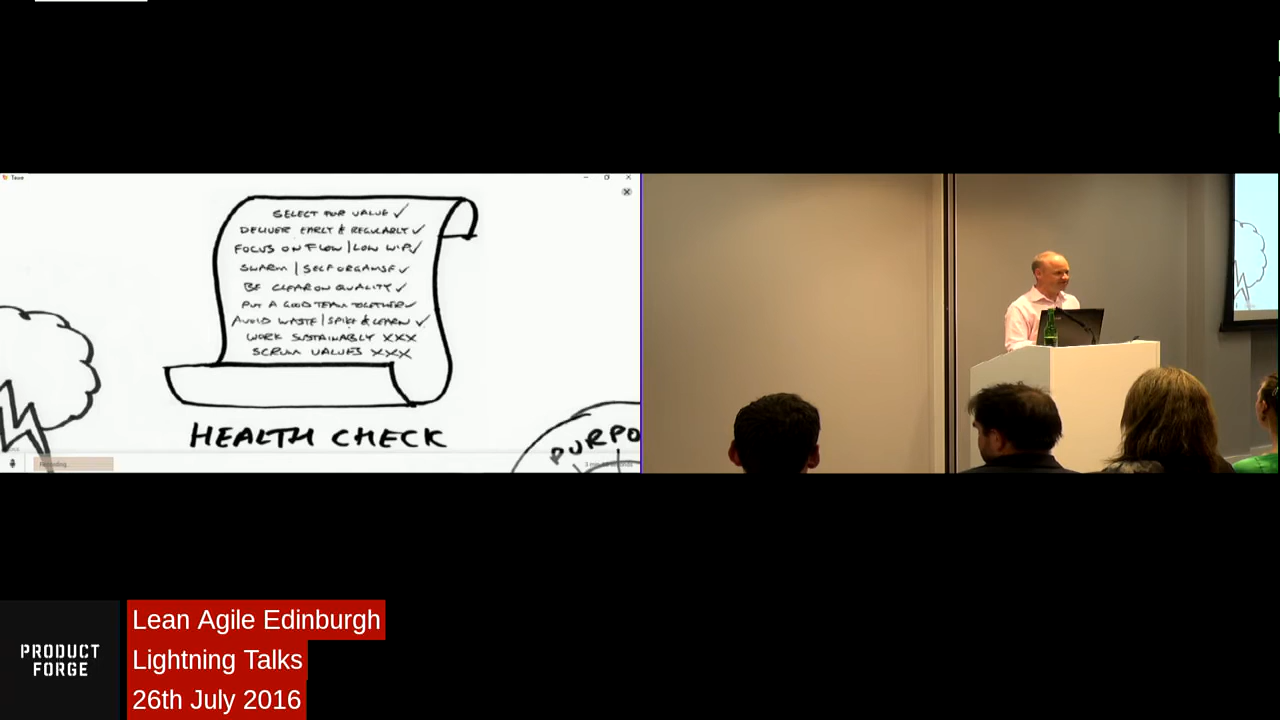 SELECT FOR VALUE ✓
DELIVER EARLY & REGULARLY ✓
FOCUS ON FLOW | LOW WIP ✓
SWARM | SELF ORGANISE ✓
BE CLEAR ON QUALITY ✓
PUT A GOOD TEAM TOGETHER ✓
AVOID WASTE | SPIKE & LEARN ✓
WORK SUSTAINABLY XXX
SCRUM VALUES XXX
HEALTH CHECK
PURPO
PRODUCT
FORGE
Lean Agile Edinburgh
Lightning Talks
26th July 2016